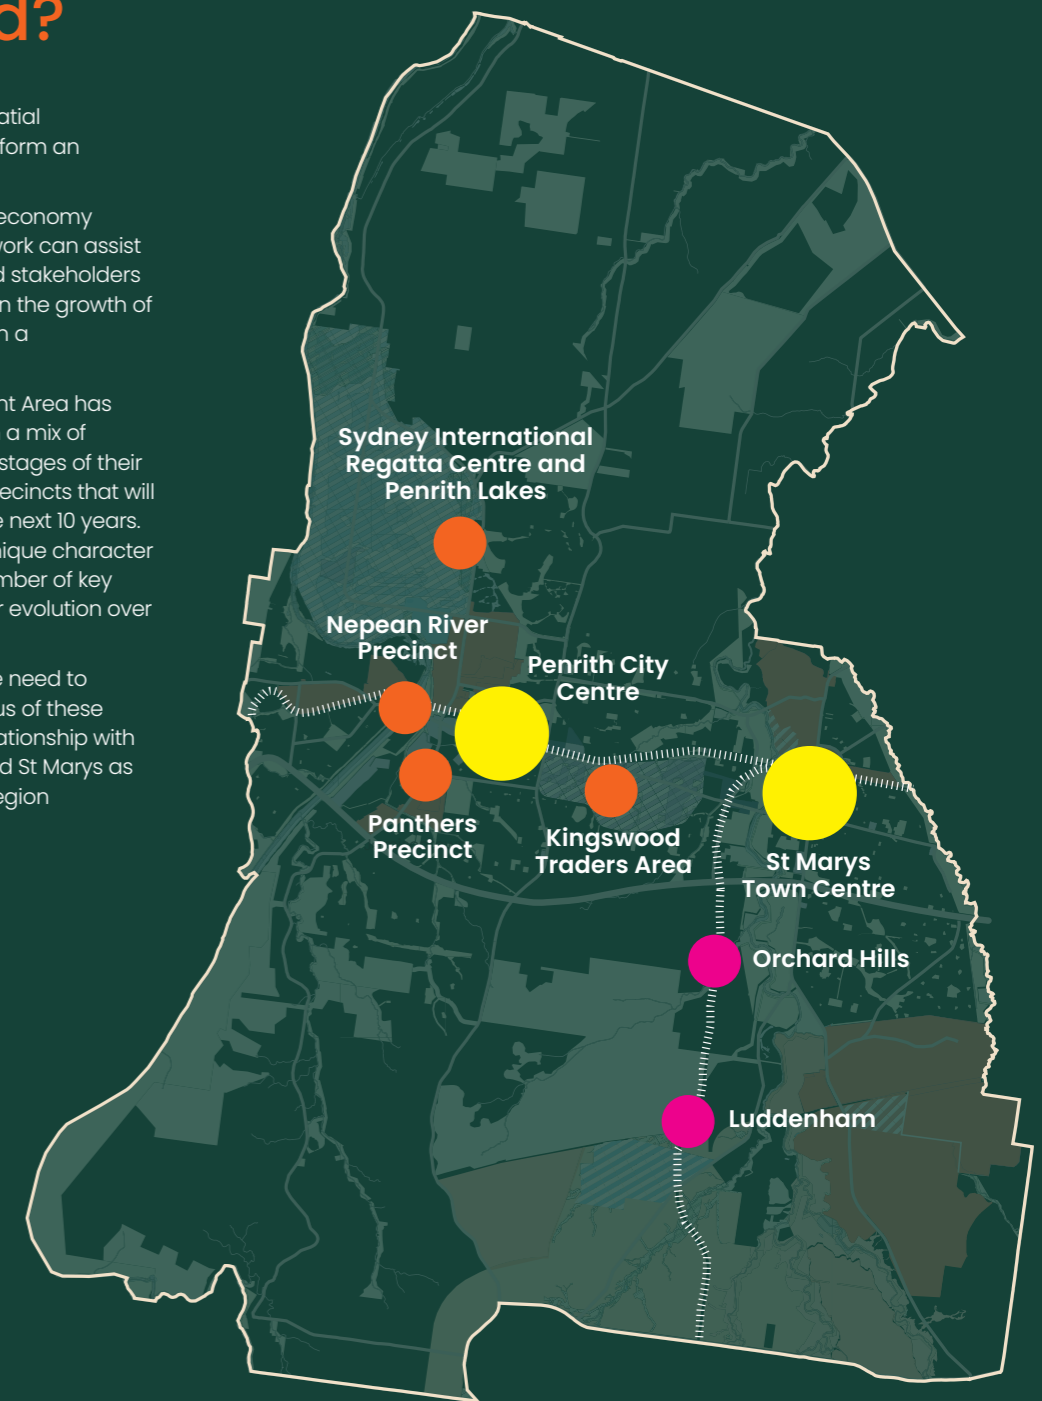 d?
atial
form an
economy
work can assist
d stakeholders
n the growth of
n a
nt Area has
a mix of
stages of their
ecincts that will
e next 10 years.
nique character
mber of key
r evolution over
e need to
us of these
ationship with
d St Marys as
egion
Sydney International
Regatta Centre and
Penrith Lakes
Nepean River
Precinct
Penrith City
Centre
Panthers
Precinct
Kingswood
Traders Area
St Marys
Town Centre
Orchard Hills
Luddenham